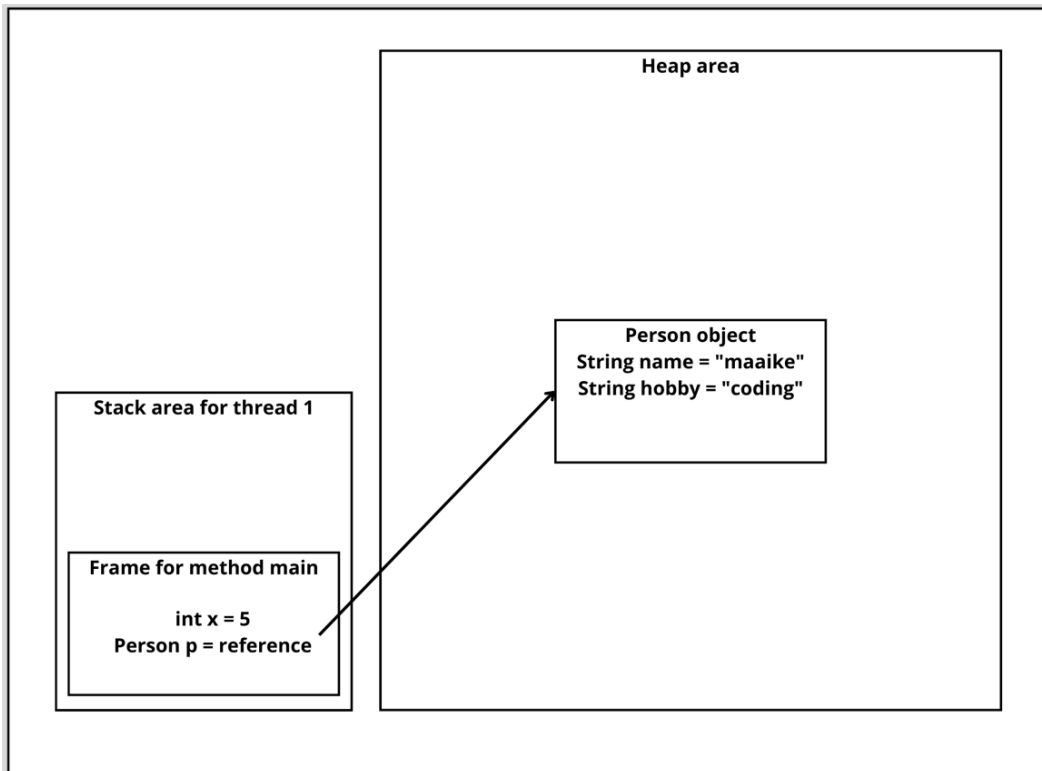 Heap area
Person object
String name = "maaike"
String hobby = "coding"
Stack area for thread 1
Frame for method main
int x = 5
Person p = reference